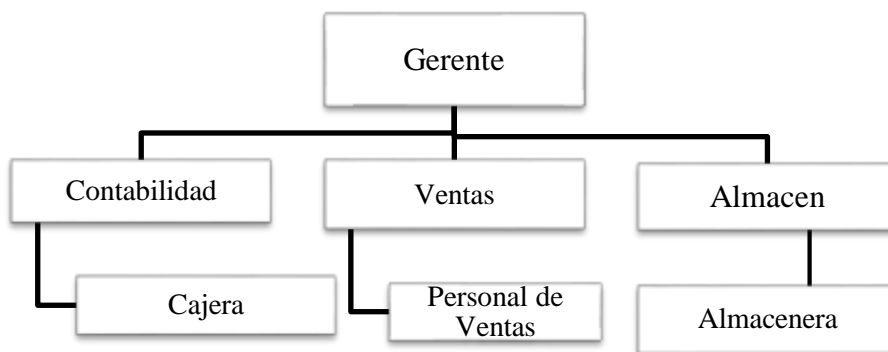 Gerente
Contabilidad
Ventas
Almacen
Cajera
Personal de
Ventas
Almacenera